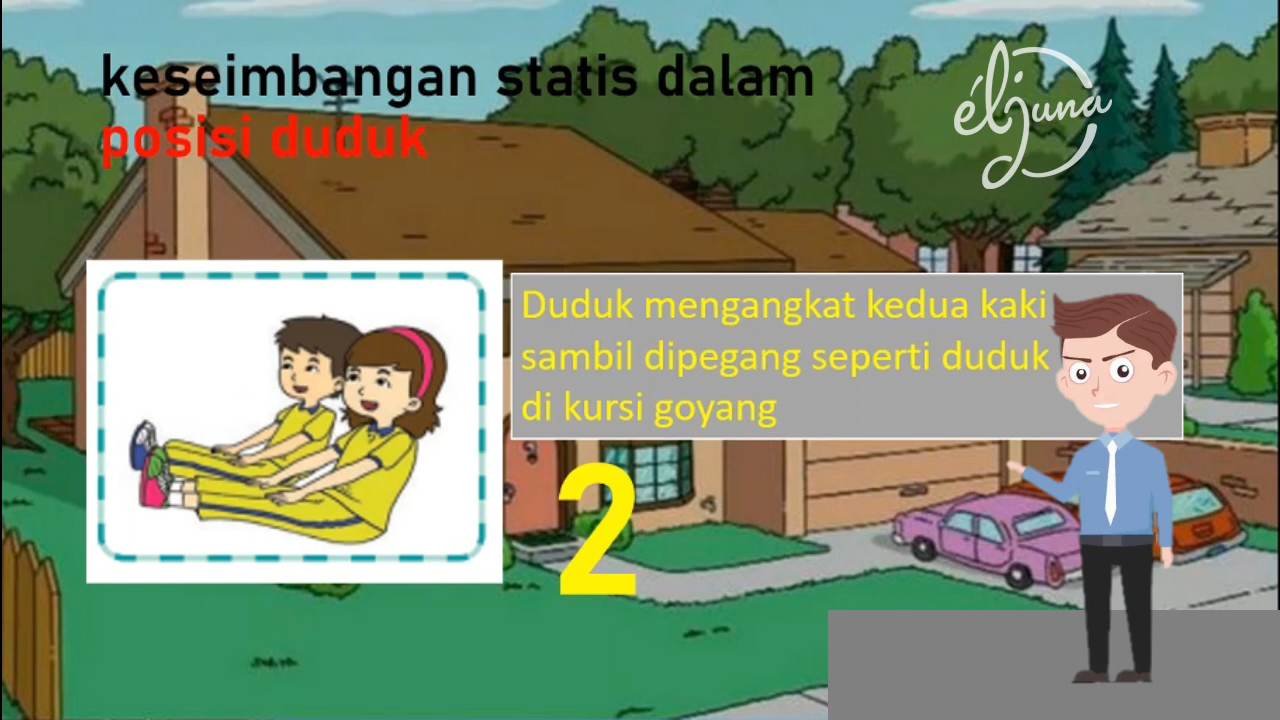 keseimbangan statis dalam
posisi duduk
éljuna
Duduk mengangkat kedua kaki
sambil dipegang seperti duduk
di kursi goyang
2